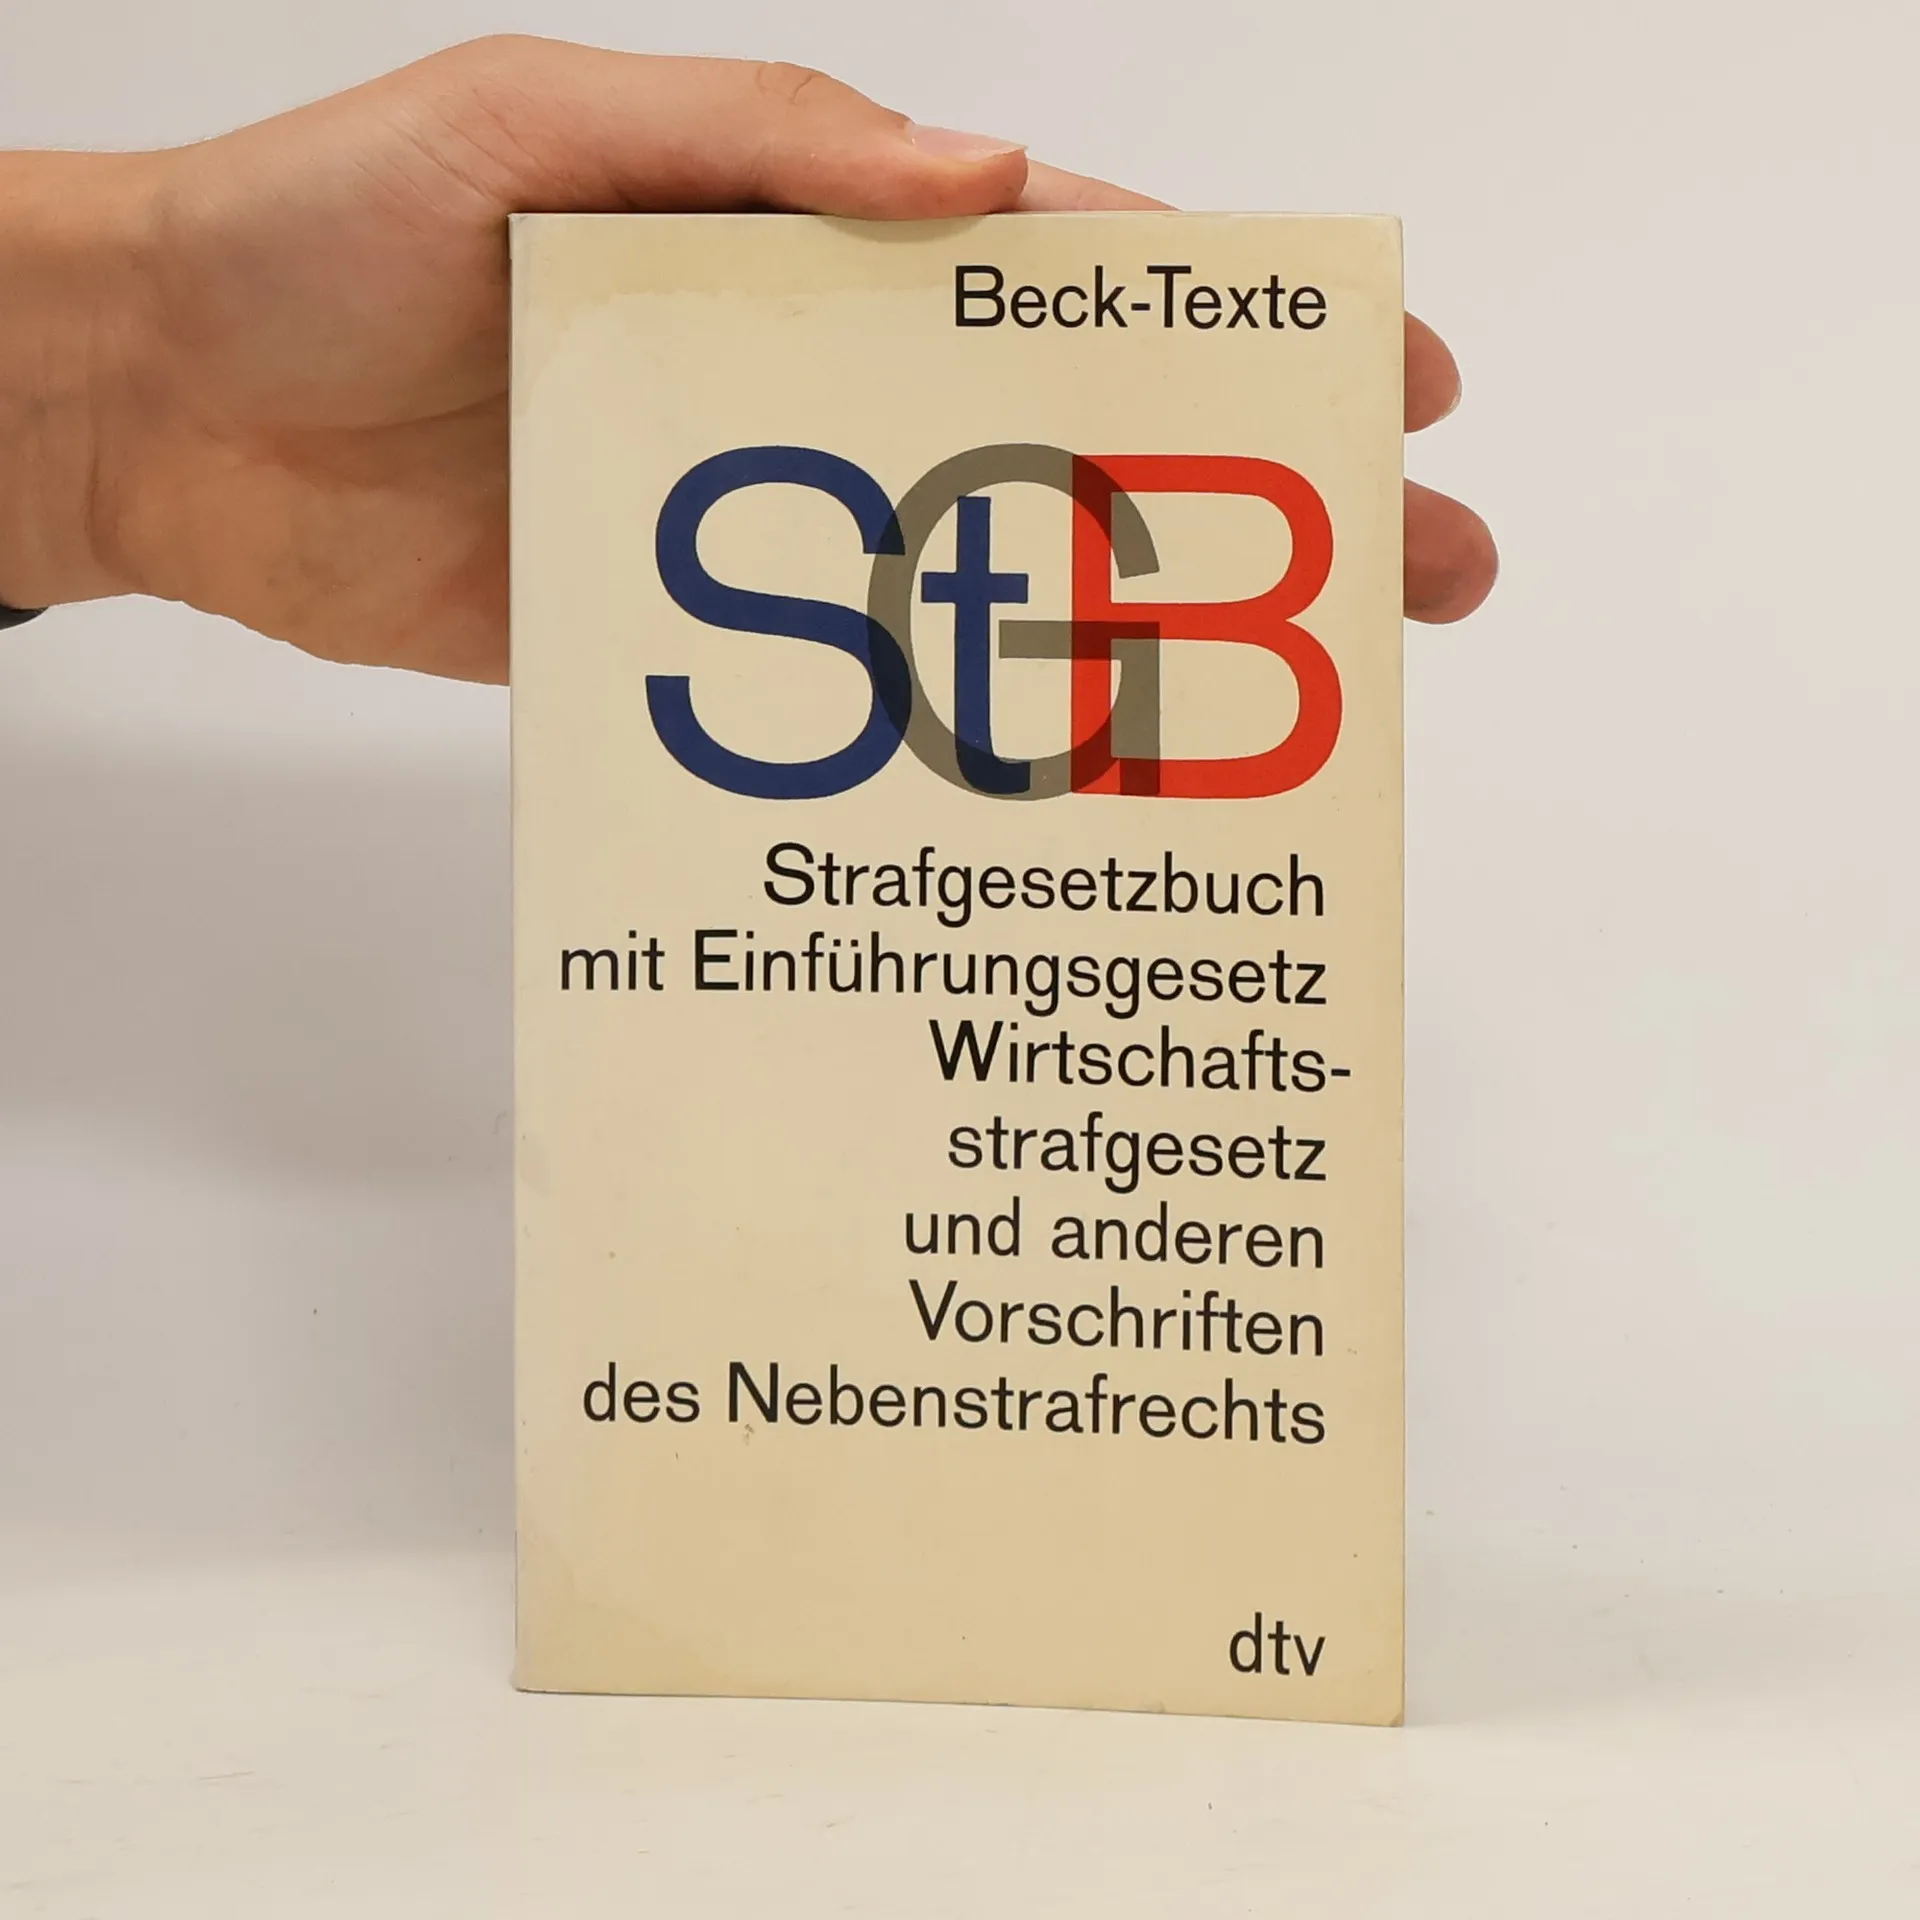 Beck-Texte
StGB
Strafgesetzbuch
mit Einführungsgesetz
Wirtschafts-
strafgesetz
und anderen
Vorschriften
des Nebenstrafrechts
dtv